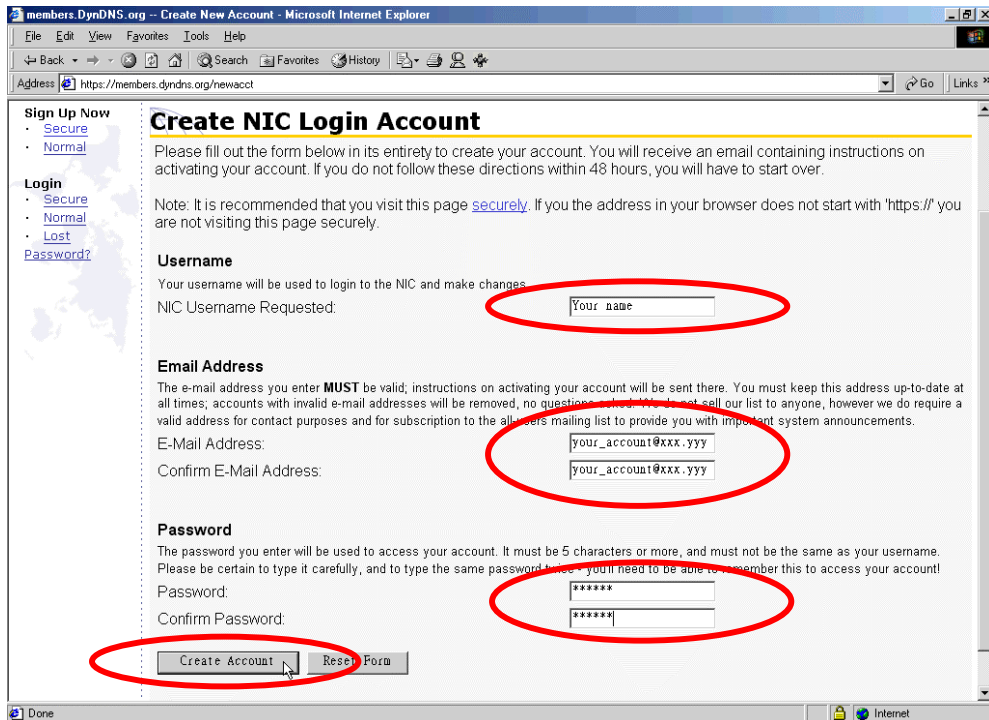 members.DynDNS.org -- Create New Account - Microsoft Internet Explorer
File Edit View Favorites Tools Help
Back Search Favorites History
Address https://members.dyndns.org/newacct Go Links »
Sign Up Now
· Secure
· Normal
Login
· Secure
· Normal
· Lost
Password?
Create NIC Login Account
Please fill out the form below in its entirety to create your account. You will receive an email containing instructions on
activating your account. If you do not follow these directions within 48 hours, you will have to start over.
Note: It is recommended that you visit this page securely. If you the address in your browser does not start with 'https://' you
are not visiting this page securely.
Username
Your username will be used to login to the NIC and make changes.
NIC Username Requested: Your name
Email Address
The e-mail address you enter MUST be valid; instructions on activating your account will be sent there. You must keep this address up-to-date at
all times; accounts with invalid e-mail addresses will be removed, no questions asked. We do not sell our list to anyone, however we do require a
valid address for contact purposes and for subscription to the all-users mailing list to provide you with important system announcements.
E-Mail Address: your_account@xxx.yyy
Confirm E-Mail Address: your_account@xxx.yyy
Password
The password you enter will be used to access your account. It must be 5 characters or more, and must not be the same as your username.
Please be certain to type it carefully, and to type the same password twice - you'll need to be able to remember this to access your account!
Password: ******
Confirm Password: ******
Create Account Reset Form
Done Internet